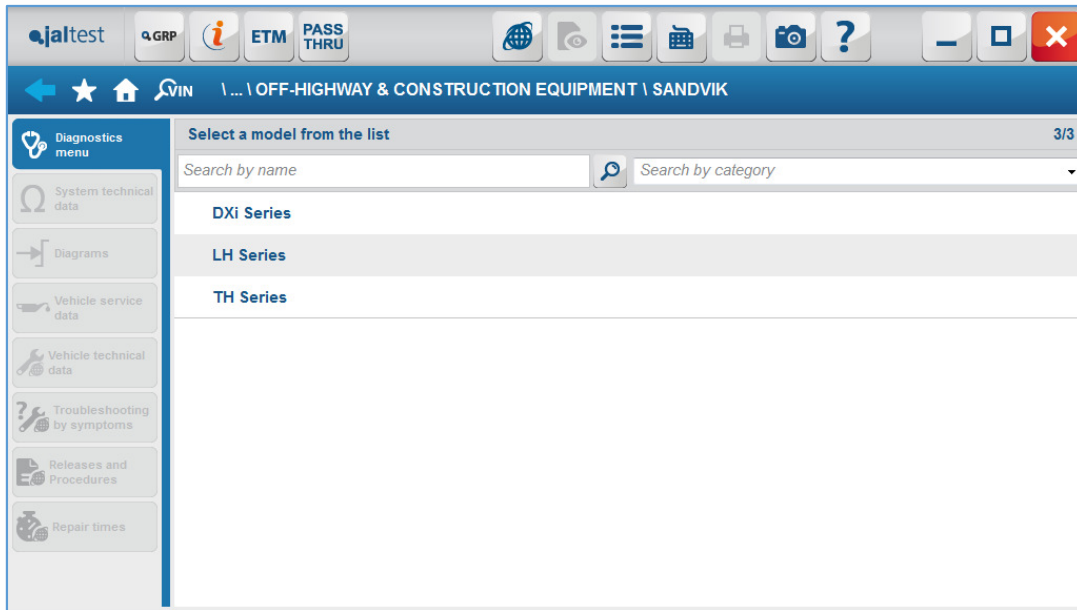 jaltest
GRP
i
ETM
PASS
THRU
?
VIN
\ ... \ OFF-HIGHWAY & CONSTRUCTION EQUIPMENT \ SANDVIK
Diagnostics
menu
System technical
data
Diagrams
Vehicle service
data
Vehicle technical
data
Troubleshooting
by symptoms
Releases and
Procedures
Repair times
Select a model from the list
3/3
Search by name
Search by category
DXi Series
LH Series
TH Series